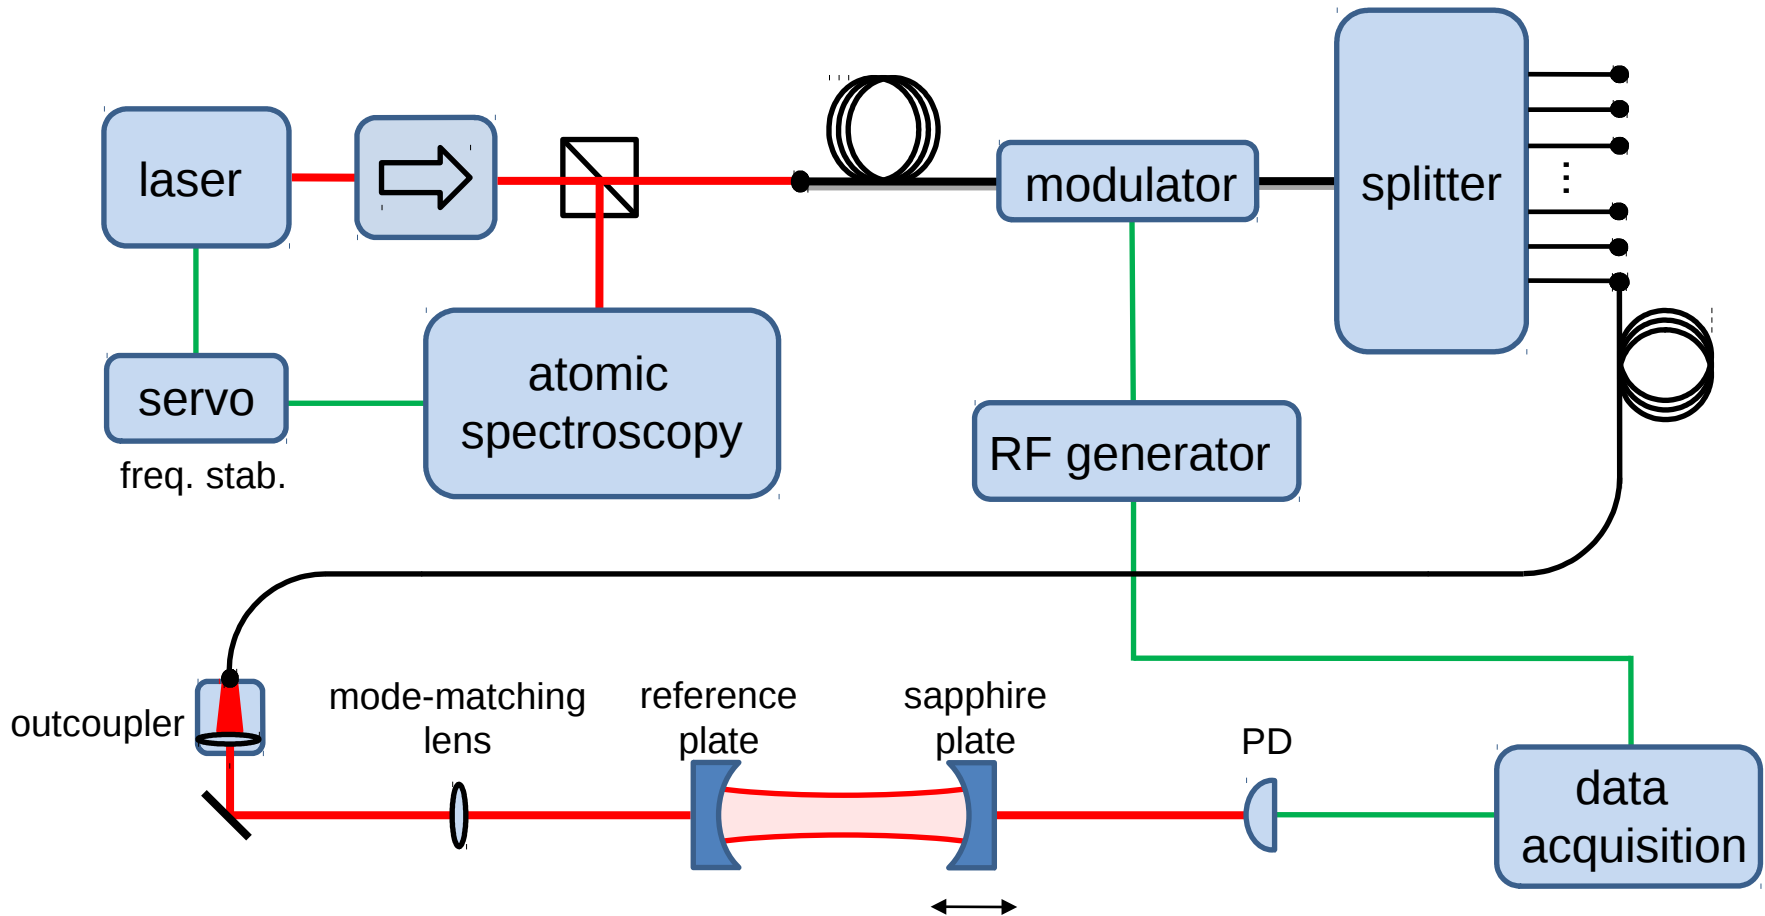 laser
modulator
splitter
⋮
atomic
spectroscopy
servo
freq. stab.
RF generator
outcoupler
mode-matching
lens
reference
plate
sapphire
plate
PD
data
acquisition